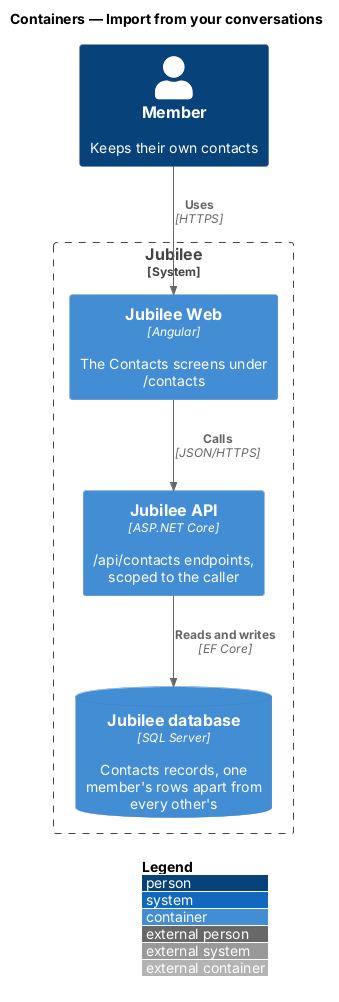 Containers — Import from your conversations
Member
Keeps their own contacts
Uses
[HTTPS]
Jubilee
[System]
Jubilee Web
[Angular]
The Contacts screens under
/contacts
Calls
[JSON/HTTPS]
Jubilee API
[ASP.NET Core]
/api/contacts endpoints,
scoped to the caller
Reads and writes
[EF Core]
Jubilee database
[SQL Server]
Contacts records, one
member's rows apart from
every other's
Legend
person
system
container
external person
external system
external container